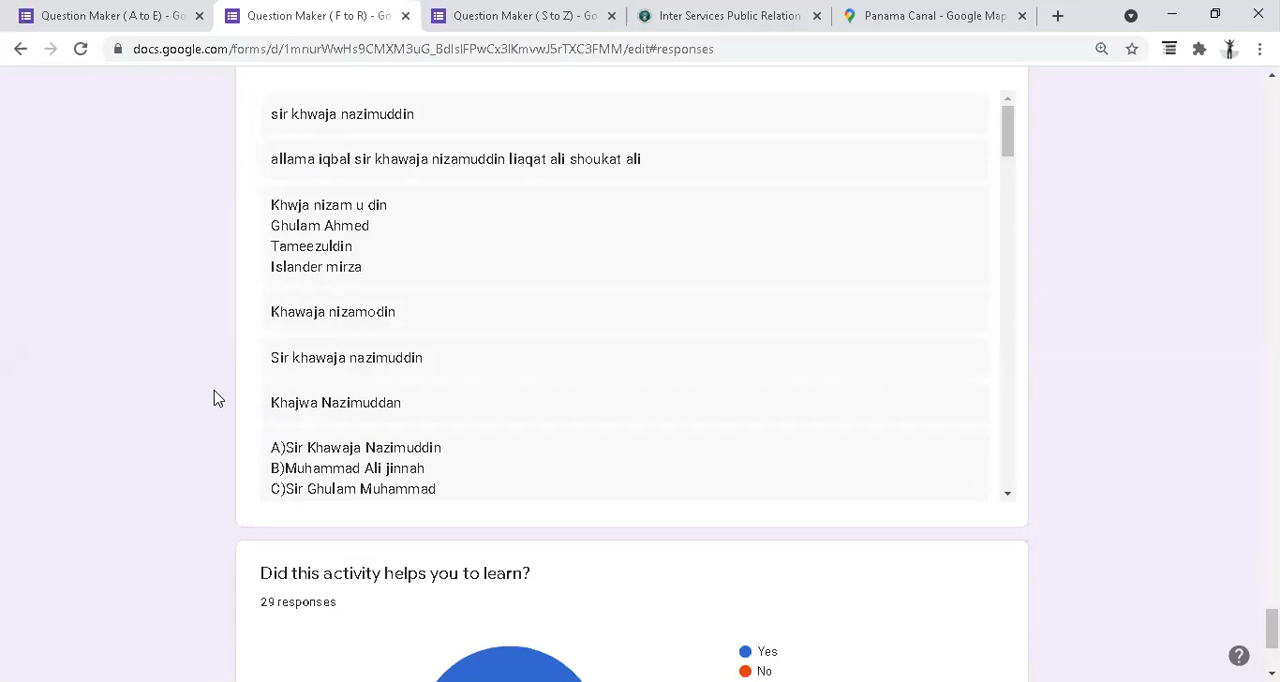 Question Maker ( A to E ) - Go
Question Maker ( F to R ) - Go
Question Maker ( S to Z ) - Go
Inter Services Public Relation
Panama Canal - Google Map
docs.google.com/forms/d/1mnurWwHs9CMXM3uG_BdIslFPwCx3lKmvwJ5rTXC3FMM/edit#responses
sir khwaja nazimuddin
allama iqbal sir khawaja nizamuddin liaqat ali shoukat ali
Khwja nizam u din
Ghulam Ahmed
Tameezuldin
Islander mirza
Khawaja nizamodin
Sir khawaja nazimuddin
Khajwa Nazimuddan
A)Sir Khawaja Nazimuddin
B)Muhammad Ali jinnah
C)Sir Ghulam Muhammad
Did this activity helps you to learn?
29 responses
Yes
No